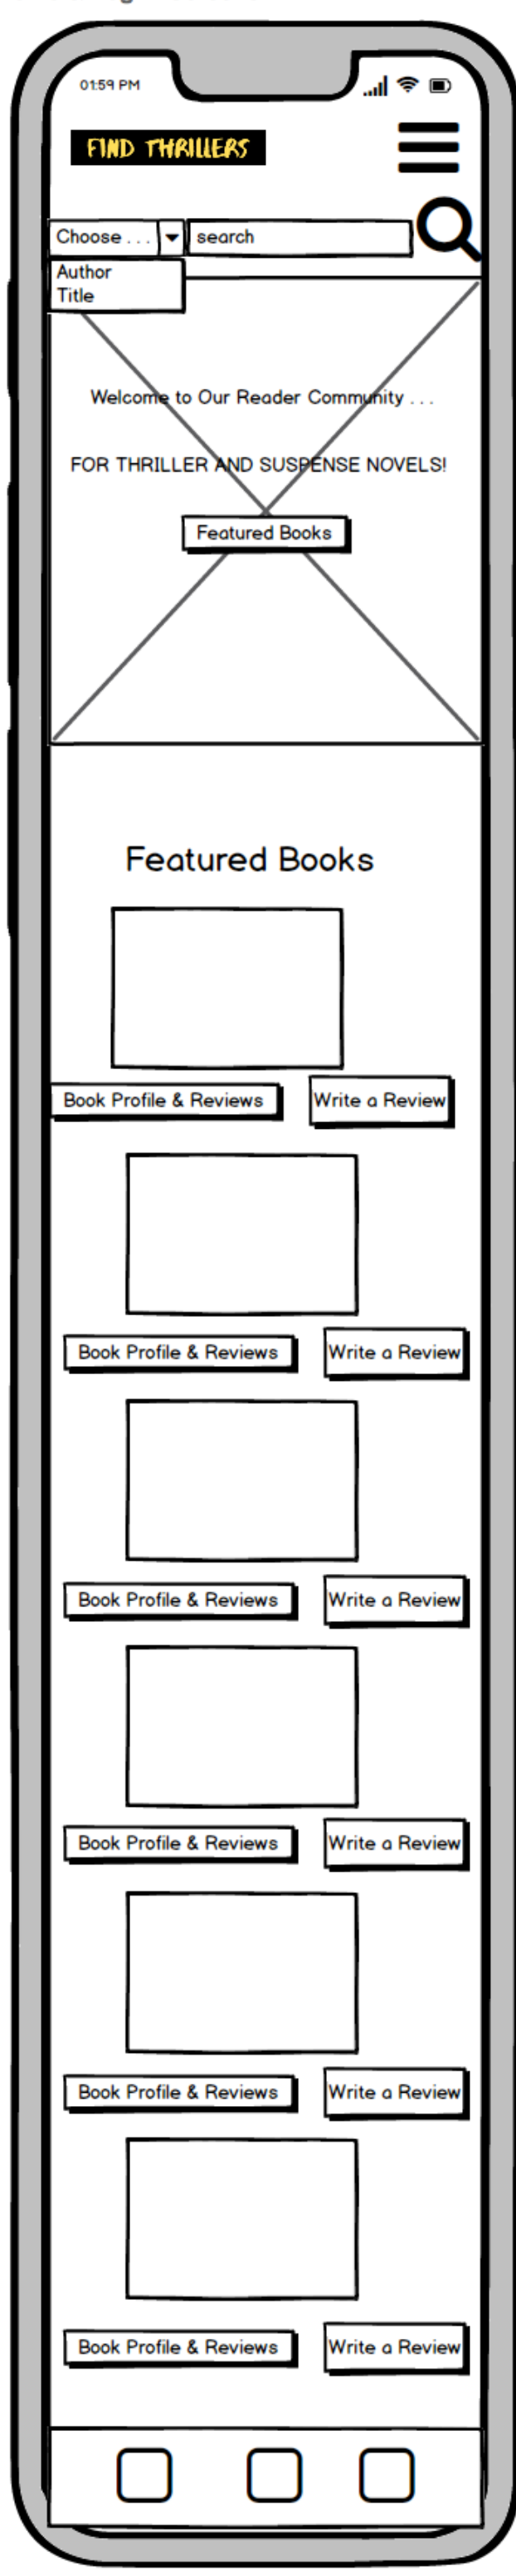 01:59 PM
FIND THRILLERS
Choose . . . search
Author
Title
Welcome to Our Reader Community . . .
FOR THRILLER AND SUSPENSE NOVELS!
Featured Books
Featured Books
Book Profile & Reviews Write a Review
Book Profile & Reviews Write a Review
Book Profile & Reviews Write a Review
Book Profile & Reviews Write a Review
Book Profile & Reviews Write a Review
Book Profile & Reviews Write a Review